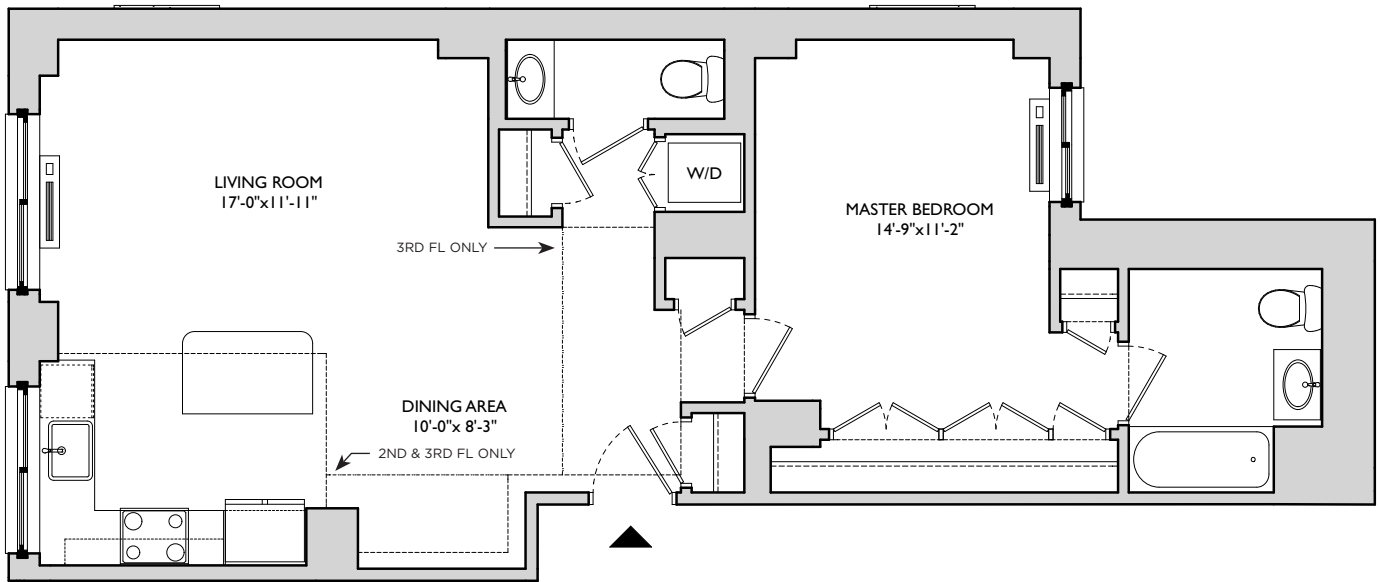 LIVING ROOM
17'-0"x11'-11"
W/D
MASTER BEDROOM
14'-9"x11'-2"
3RD FL ONLY
DINING AREA
10'-0"x 8'-3"
2ND & 3RD FL ONLY